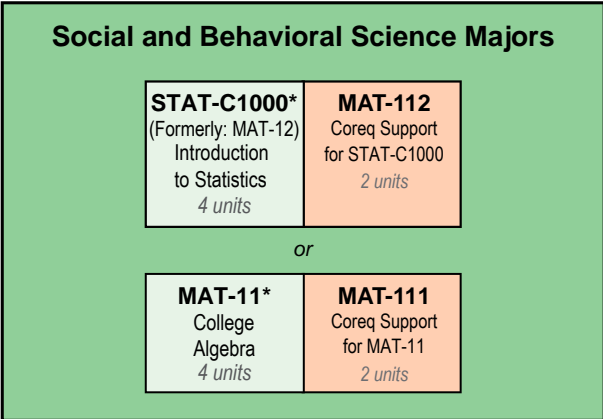 Social and Behavioral Science Majors
STAT-C1000*
(Formerly: MAT-12)
Introduction
to Statistics
4 units
MAT-112
Coreq Support
for STAT-C1000
2 units
or
MAT-11*
College
Algebra
4 units
MAT-111
Coreq Support
for MAT-11
2 units